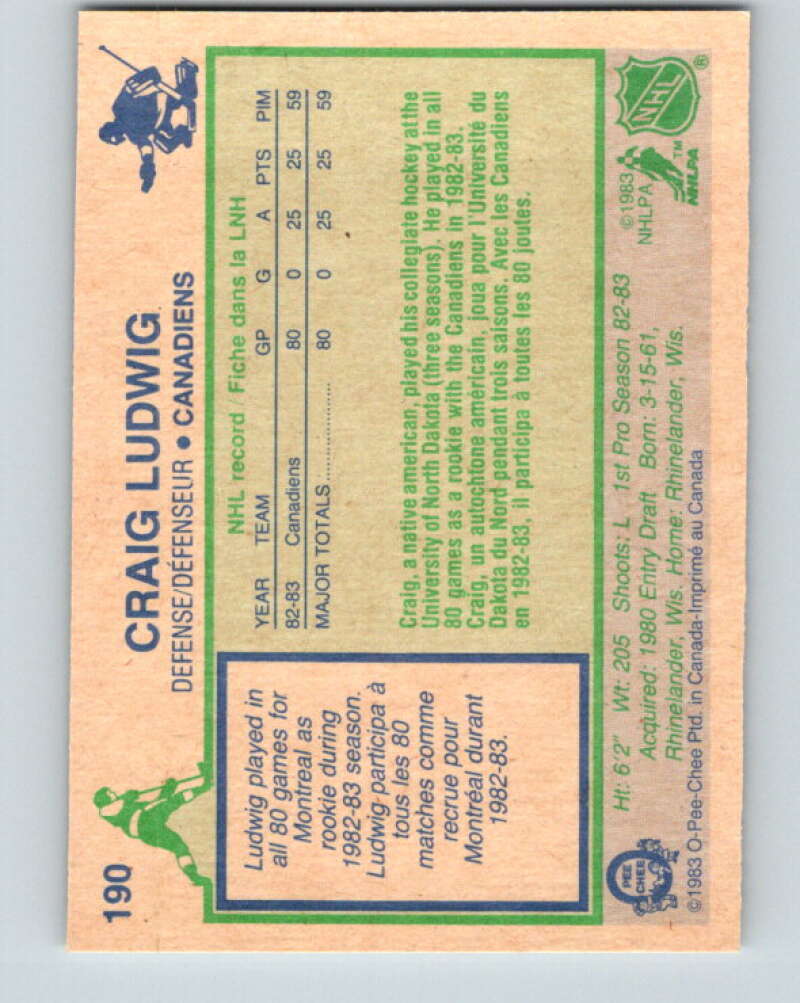 190
CRAIG LUDWIG
DEFENSE/DÉFENSEUR • CANADIENS
Ludwig played in
all 80 games for
Montreal as
rookie during
1982-83 season.
Ludwig participa à
tous les 80
matches comme
recrue pour
Montréal durant
1982-83.
NHL record / Fiche dans la LNH
YEAR TEAM GP G A PTS PIM
82-83 Canadiens 80 0 25 25 59
MAJOR TOTALS.................... 80 0 25 25 59
Craig, a native american, played his collegiate hockey at the
University of North Dakota (three seasons). He played in all
80 games as a rookie with the Canadiens in 1982-83.
Craig, un autochtone américain, joua pour l'Université du
Dakota du Nord pendant trois saisons. Avec les Canadiens
en 1982-83, il participa à toutes les 80 joutes.
Ht: 6'2" Wt: 205 Shoots: L 1st Pro Season 82-83
Acquired: 1980 Entry Draft Born: 3-15-61,
Rhinelander, Wis. Home: Rhinelander, Wis.
©1983 O-Pee-Chee Ptd. in Canada-Imprimé au Canada
O
PEE
CHEE
©1983
NHLPA
TM
NHLPA
NHL
®